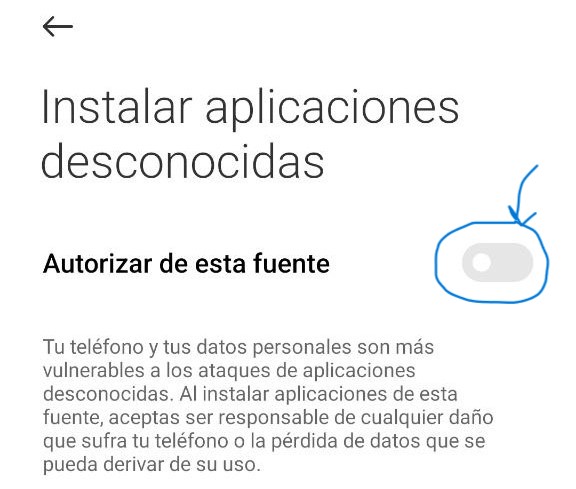 Instalar aplicaciones
desconocidas
Autorizar de esta fuente
Tu teléfono y tus datos personales son más
vulnerables a los ataques de aplicaciones
desconocidas. Al instalar aplicaciones de esta
fuente, aceptas ser responsable de cualquier daño
que sufra tu teléfono o la pérdida de datos que se
pueda derivar de su uso.